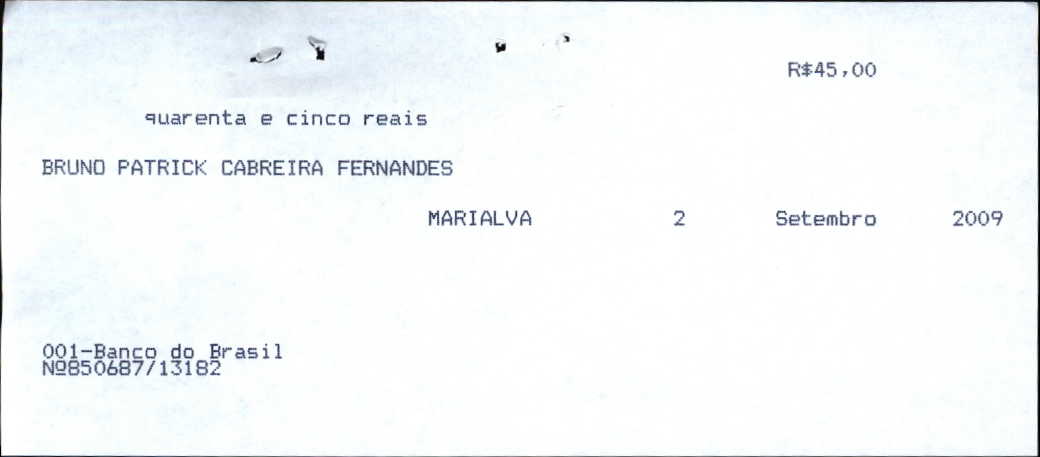 R$45,00
quarenta e cinco reais
BRUNO PATRICK CABREIRA FERNANDES
MARIALVA 2 Setembro 2009
001-Banco do Brasil
Nº850687/13182